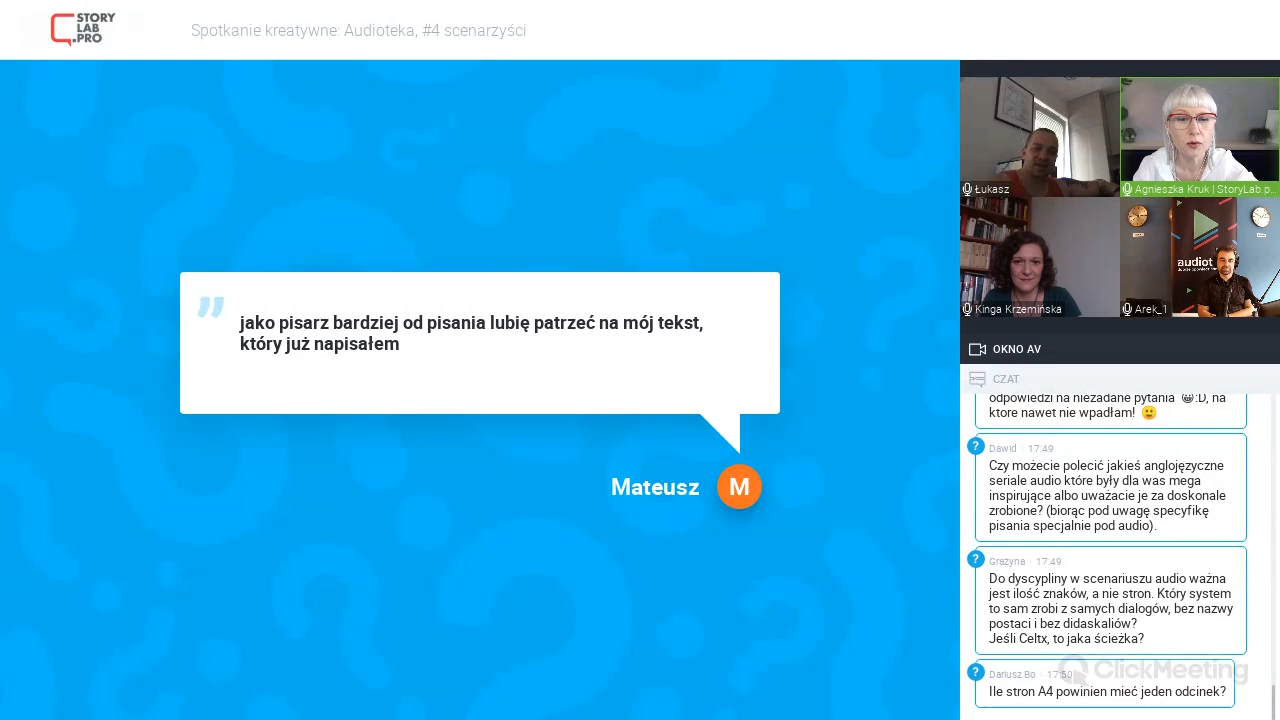 STORY
LAB
.PRO
Spotkanie kreatywne: Audioteka, #4 scenarzyści
jako pisarz bardziej od pisania lubię patrzeć na mój tekst,
który już napisałem
Mateusz
M
Łukasz
Agnieszka Kruk | StoryLab.p...
audiot
Kinga Krzemińska
Arek_1
OKNO AV
CZAT
odpowiedzi na niezadane pytania 😀:D, na
ktore nawet nie wpadłam! 🙂
?
Dawid 17:49
Czy możecie polecić jakieś anglojęzyczne
seriale audio które były dla was mega
inspirujące albo uważacie je za doskonale
zrobione? (biorąc pod uwagę specyfikę
pisania specjalnie pod audio).
?
Grażyna 17:49
Do dyscypliny w scenariuszu audio ważna
jest ilość znaków, a nie stron. Który system
to sam zrobi z samych dialogów, bez nazwy
postaci i bez didaskaliów?
Jeśli Celtx, to jaka ścieżka?
?
Dariusz Bo 17:50
Ile stron A4 powinien mieć jeden odcinek?
ClickMeeting